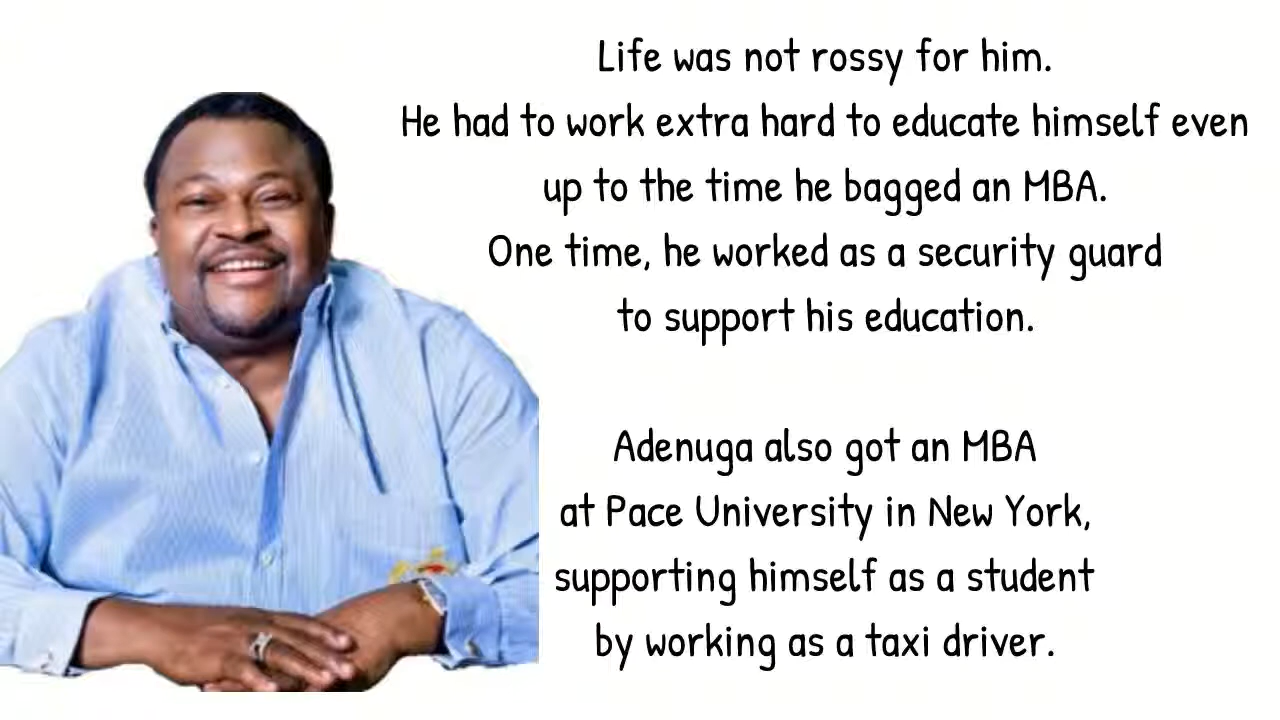 Life was not rossy for him.
He had to work extra hard to educate himself even
up to the time he bagged an MBA.
One time, he worked as a security guard
to support his education.
Adenuga also got an MBA
at Pace University in New York,
supporting himself as a student
by working as a taxi driver.